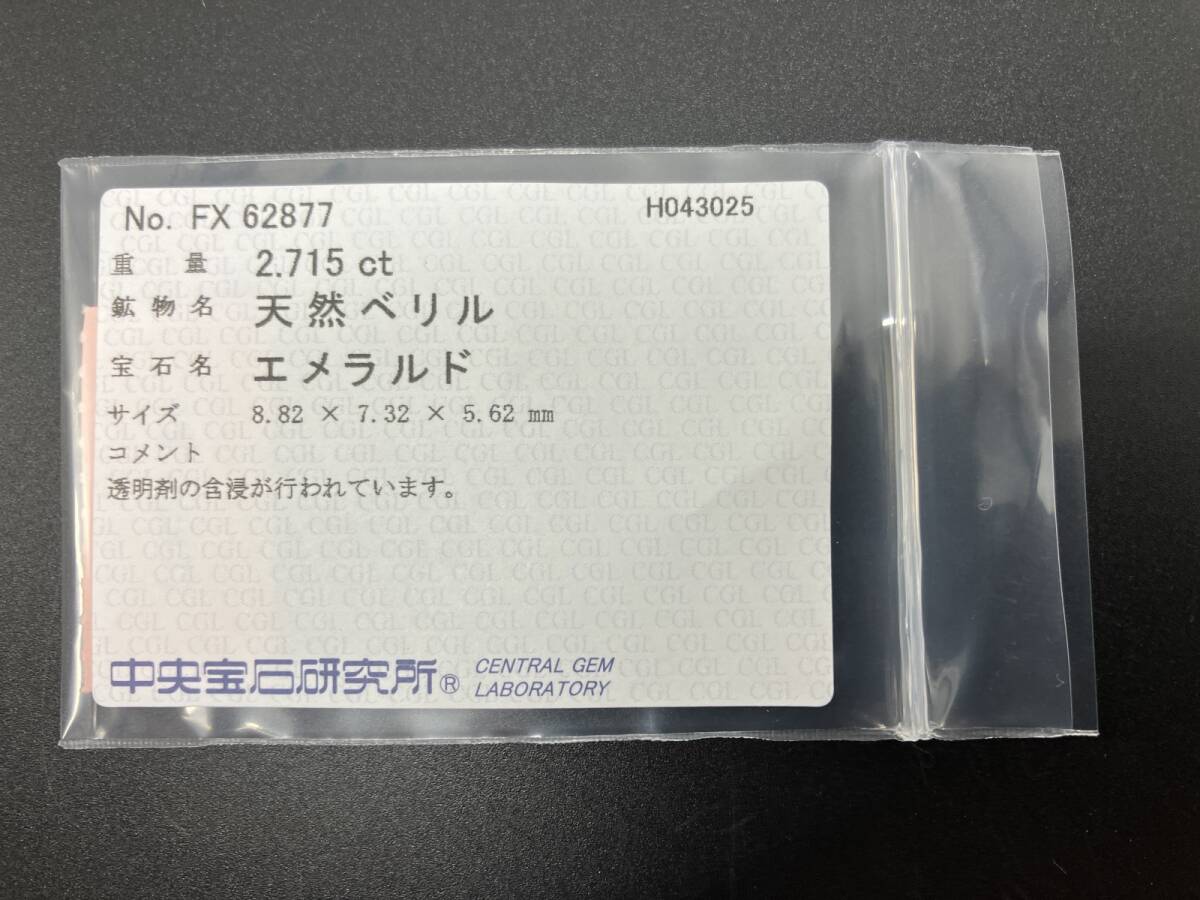 No. FX 62877 H043025
重量 2.715 ct
鉱物名 天然ベリル
宝石名 エメラルド
サイズ 8.82 × 7.32 × 5.62 mm
コメント
透明剤の含浸が行われています。
中央宝石研究所® CENTRAL GEM
LABORATORY